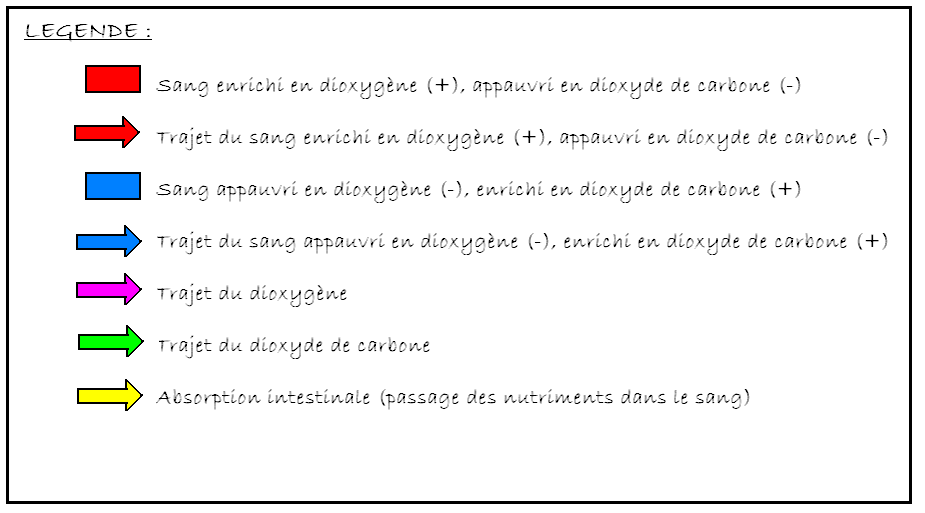 LEGENDE :
Sang enrichi en dioxygène (+), appauvri en dioxyde de carbone (-)
Trajet du sang enrichi en dioxygène (+), appauvri en dioxyde de carbone (-)
Sang appauvri en dioxygène (-), enrichi en dioxyde de carbone (+)
Trajet du sang appauvri en dioxygène (-), enrichi en dioxyde de carbone (+)
Trajet du dioxygène
Trajet du dioxyde de carbone
Absorption intestinale (passage des nutriments dans le sang)